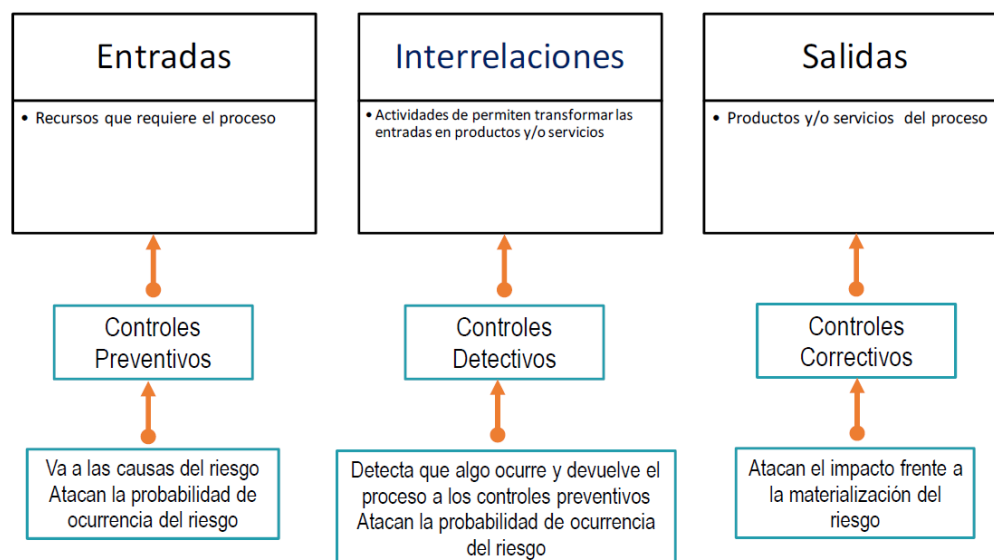 Entradas
• Recursos que requiere el proceso
Controles
Preventivos
Va a las causas del riesgo
Atacan la probabilidad de
ocurrencia del riesgo
Interrelaciones
• Actividades de permiten transformar las
entradas en productos y/o servicios
Controles
Detectivos
Detecta que algo ocurre y devuelve el
proceso a los controles preventivos
Atacan la probabilidad de ocurrencia
del riesgo
Salidas
• Productos y/o servicios del proceso
Controles
Correctivos
Atacan el impacto frente a
la materialización del
riesgo